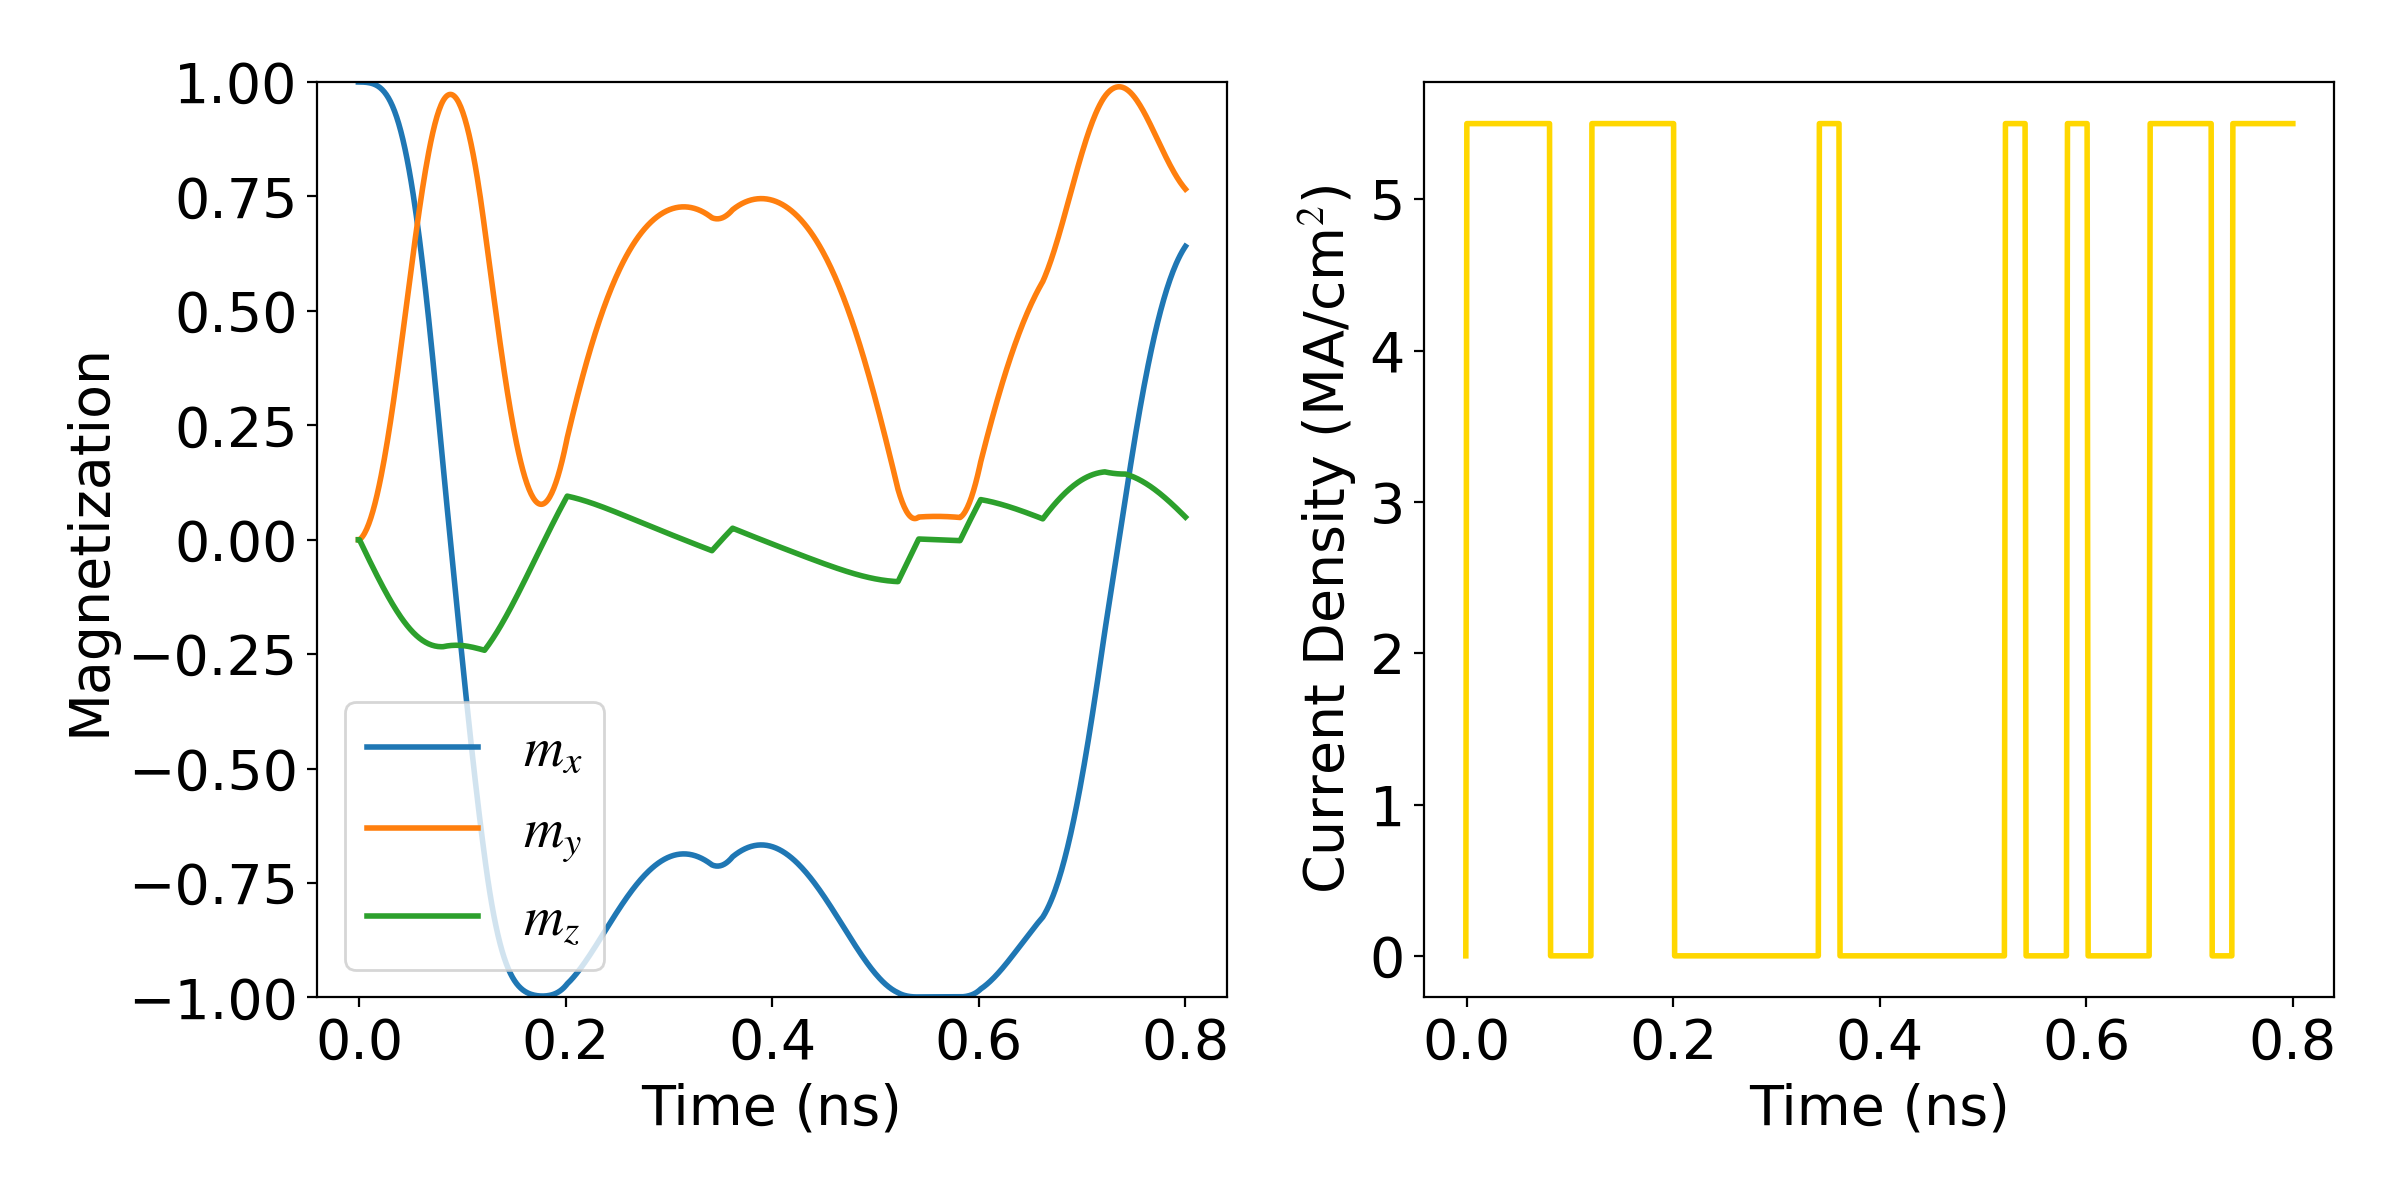 Magnetization
1.00
0.75
0.50
0.25
0.00
−0.25
−0.50
−0.75
−1.00
m_x
m_y
m_z
0.0 0.2 0.4 0.6 0.8
Time (ns)
Current Density (MA/cm²)
5
4
3
2
1
0
0.0 0.2 0.4 0.6 0.8
Time (ns)